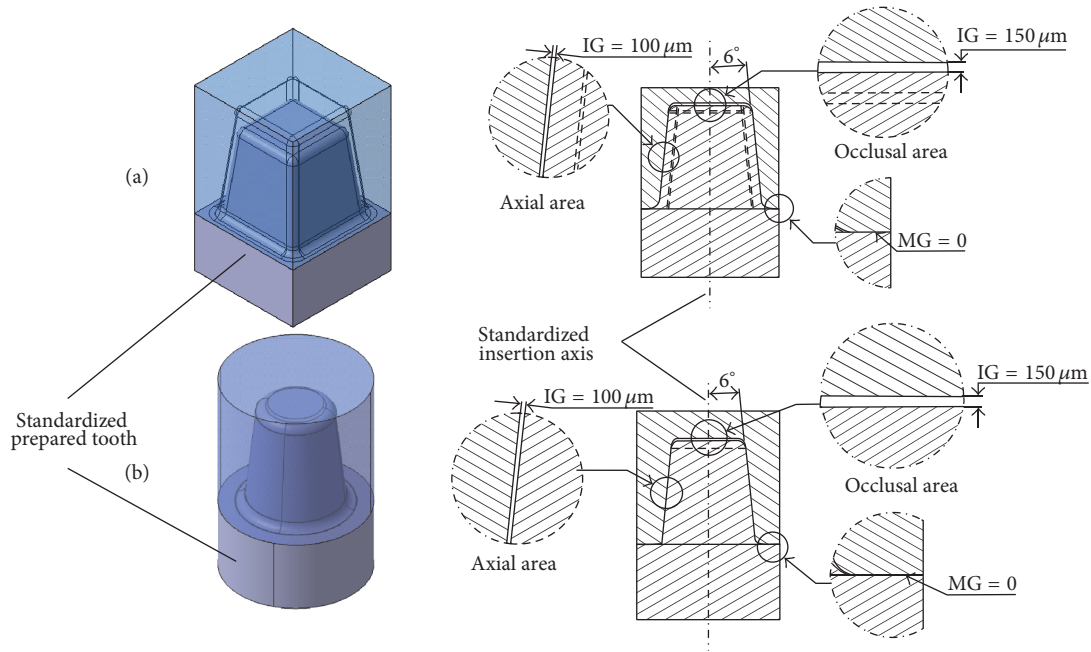 (a)
Standardized
prepared tooth
(b)
IG = 100 μm
6°
IG = 150 μm
Axial area
Occlusal area
MG = 0
Standardized
insertion axis
IG = 100 μm
6°
IG = 150 μm
Axial area
Occlusal area
MG = 0